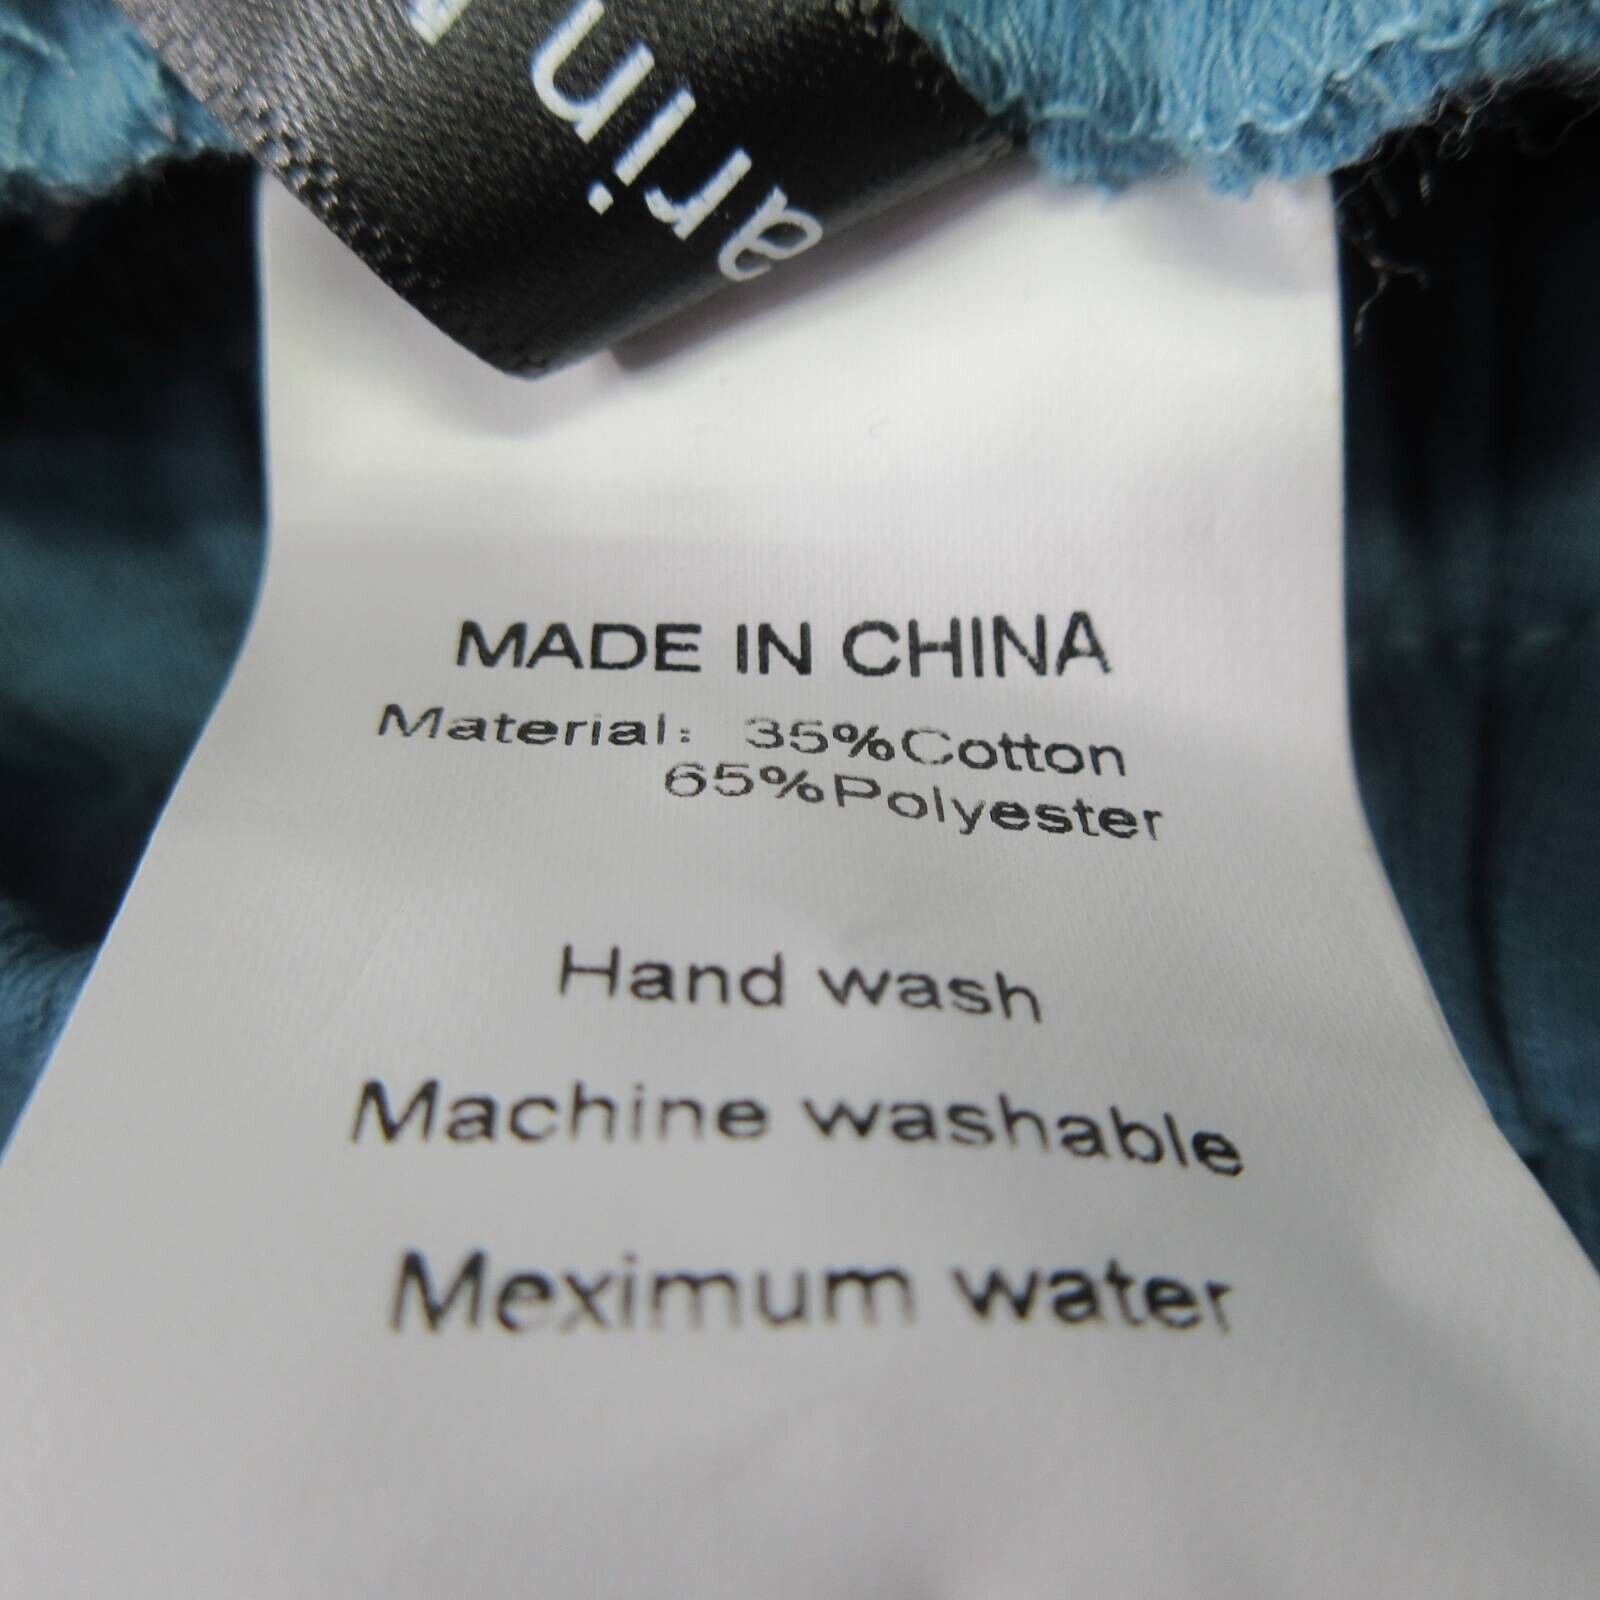 MADE IN CHINA
Material: 35%Cotton
65%Polyester
Hand wash
Machine washable
Meximum water